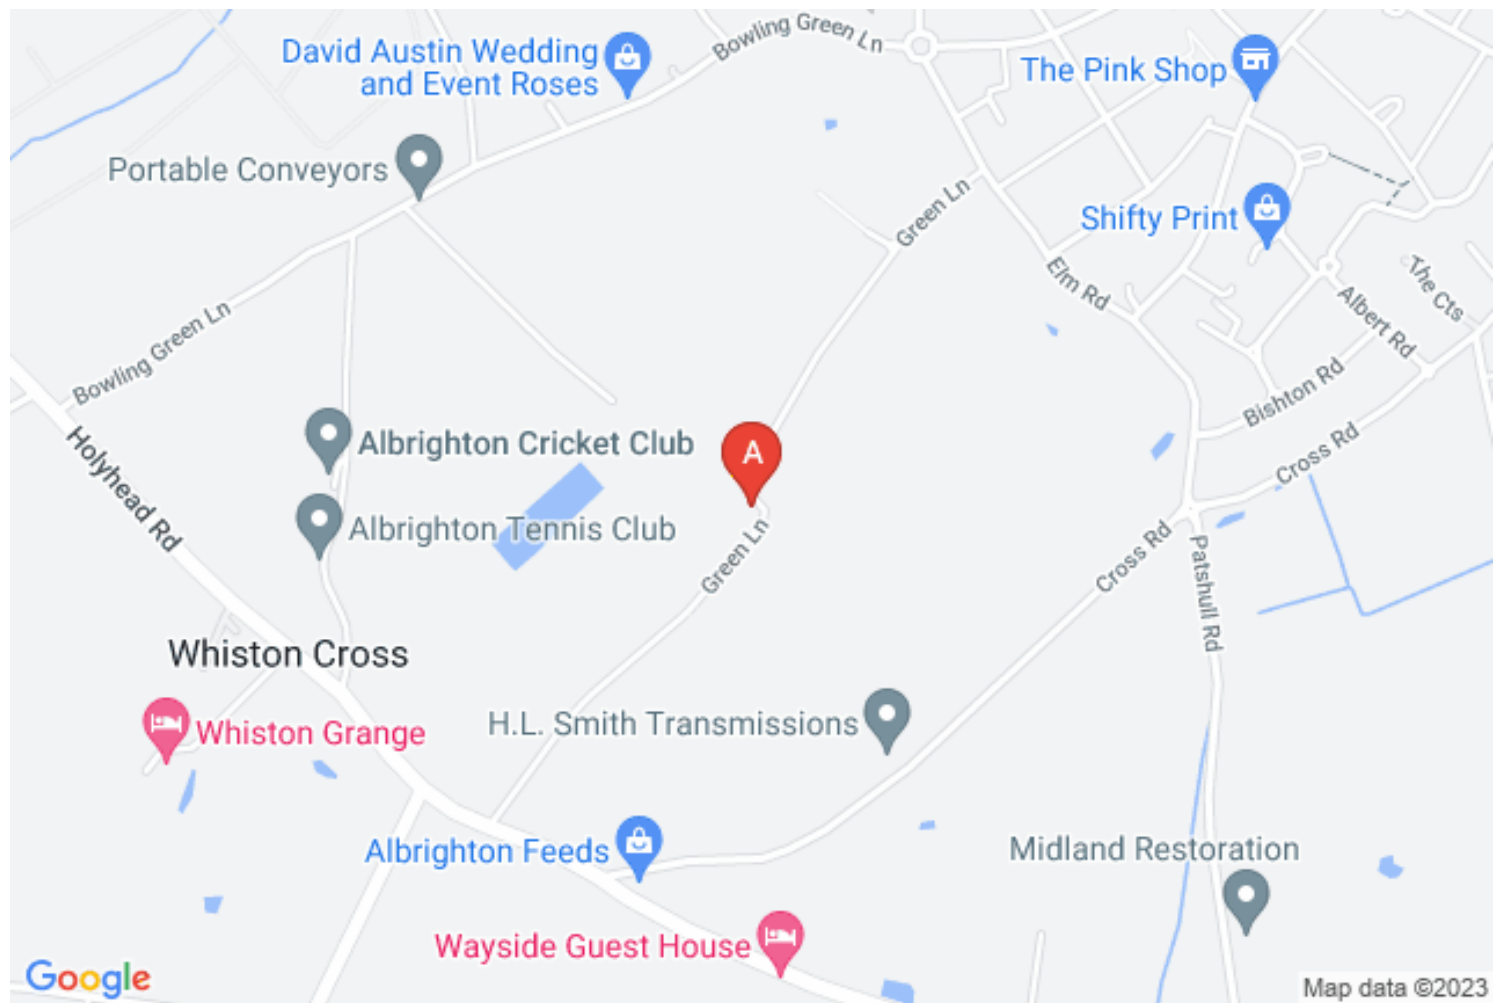 Bowling Green Ln
David Austin Wedding
and Event Roses
The Pink Shop
Portable Conveyors
Green Ln
Shifty Print
Elm Rd
The Cts
Albert Rd
Bowling Green Ln
Bishton Rd
Holyhead Rd
Albrighton Cricket Club
A
Cross Rd
Albrighton Tennis Club
Green Ln
Cross Rd
Patshull Rd
Whiston Cross
Whiston Grange
H.L. Smith Transmissions
Albrighton Feeds
Midland Restoration
Wayside Guest House
Google
Map data ©2023